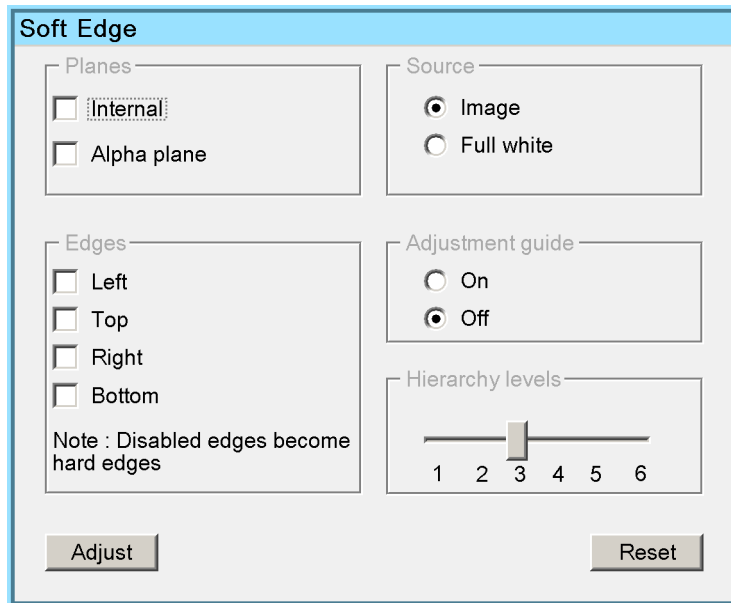 Soft Edge
Planes
Internal
Alpha plane
Source
Image
Full white
Edges
Left
Top
Right
Bottom
Note : Disabled edges become
hard edges
Adjustment guide
On
Off
Hierarchy levels
1 2 3 4 5 6
Adjust
Reset